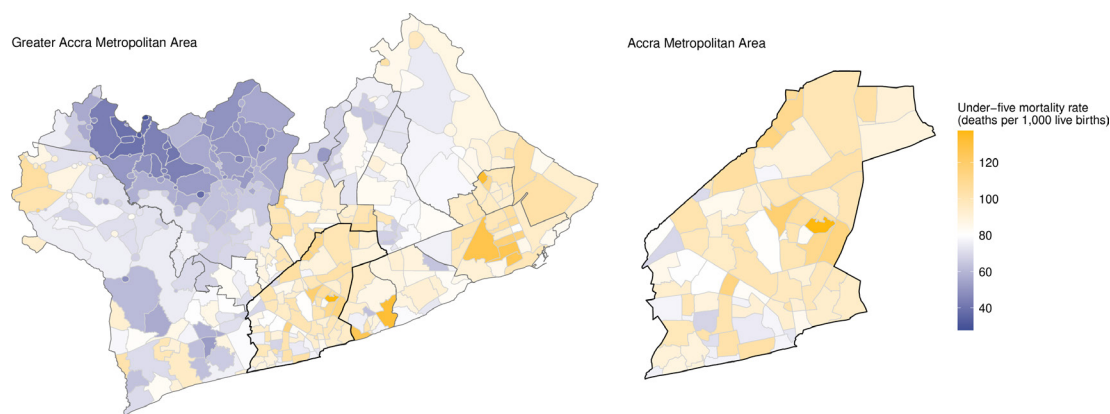 Greater Accra Metropolitan Area
Accra Metropolitan Area
Under−five mortality rate
(deaths per 1,000 live births)
120
100
80
60
40